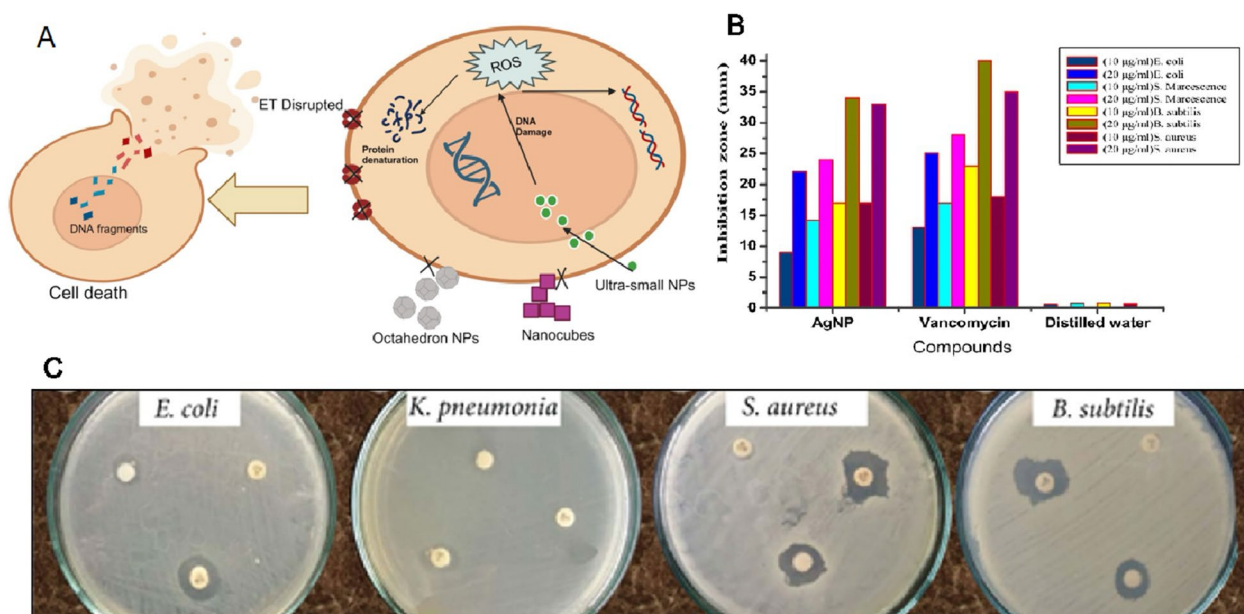 A
ROS
ET Disrupted
DNA
Damage
Protein
denaturation
DNA fragments
Cell death
Ultra-small NPs
Octahedron NPs
Nanocubes
B
Inhibition zone (mm)
40
35
30
25
20
15
10
5
0
AgNP
Vancomycin
Distilled water
Compounds
(10 µg/ml)E. coli
(20 µg/ml)E. coli
(10 µg/ml)S. Marcescence
(20 µg/ml)S. Marcescence
(10 µg/ml)B. subtilis
(20 µg/ml)B. subtilis
(10 µg/ml)S. aureus
(20 µg/ml)S. aureus
C
E. coli
K. pneumonia
S. aureus
B. subtilis